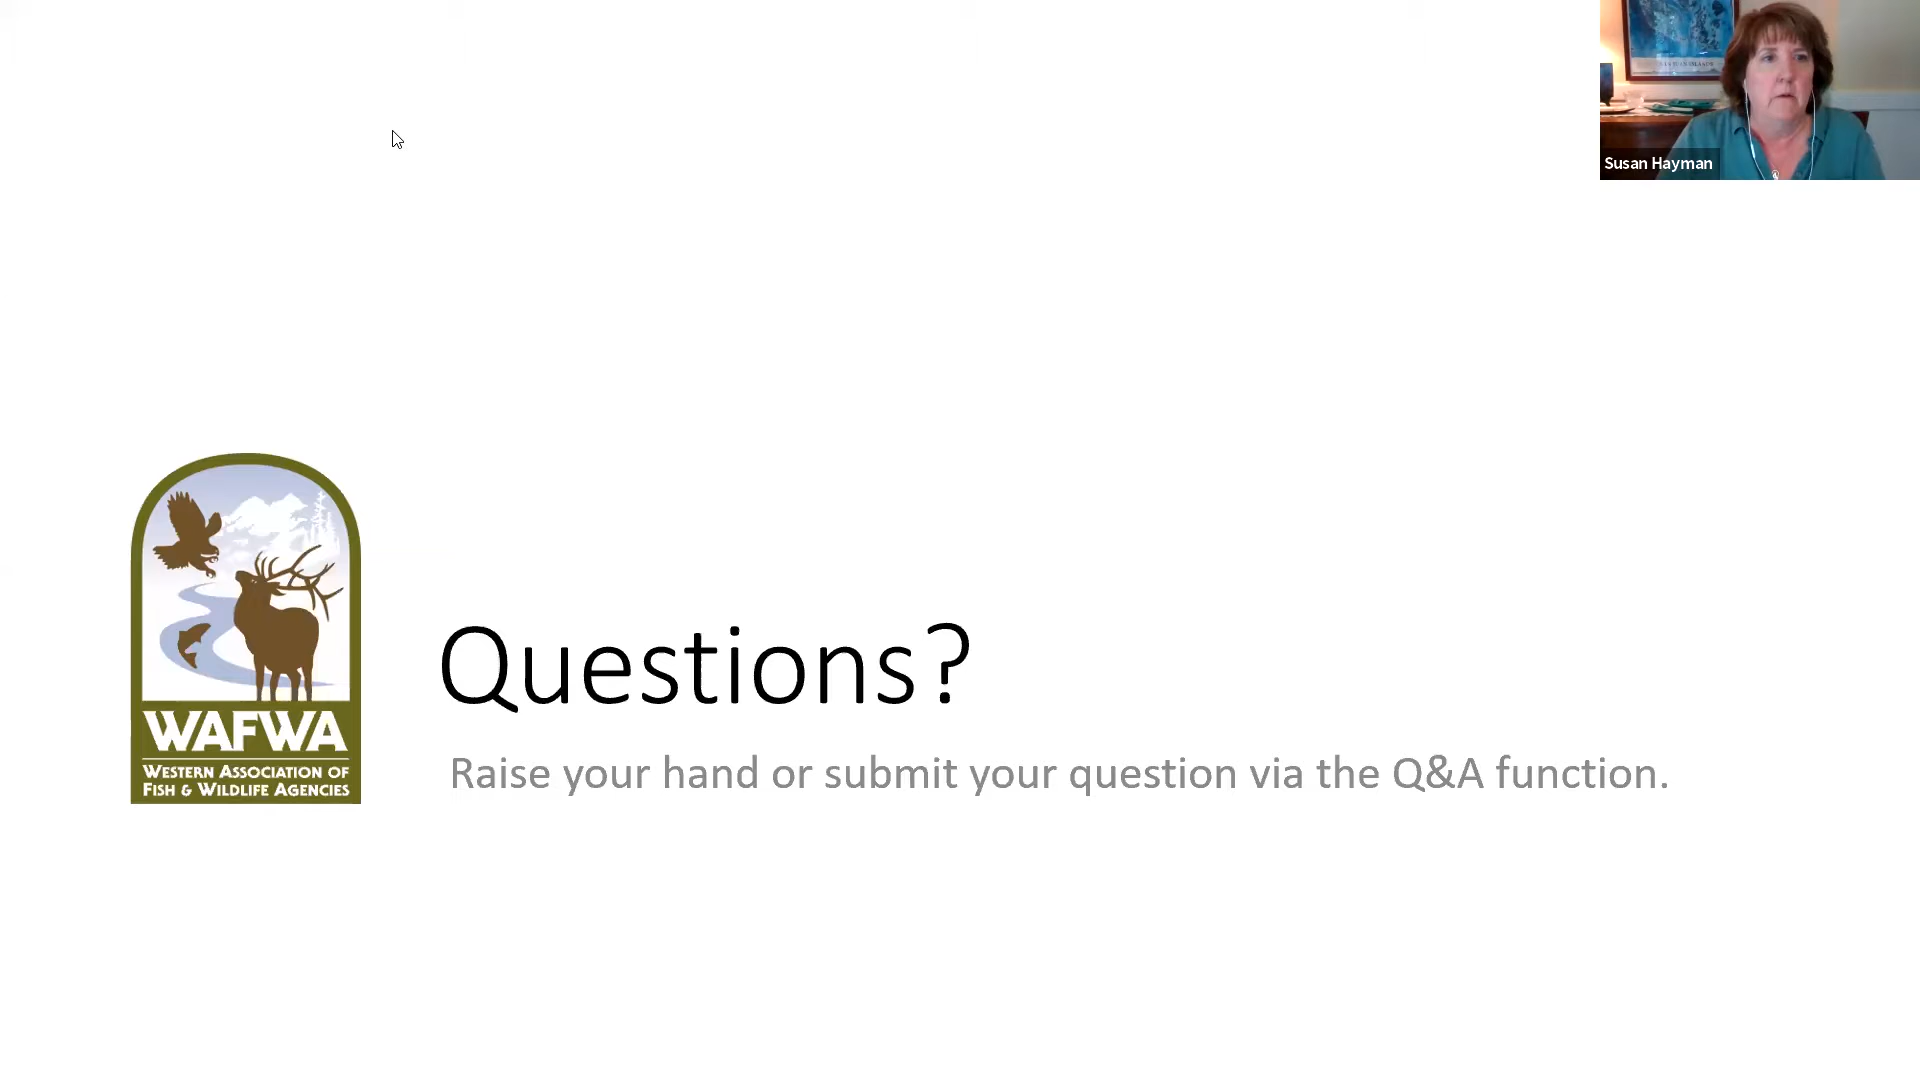 Susan Hayman
WAFWA
WESTERN ASSOCIATION OF
FISH & WILDLIFE AGENCIES
Questions?
Raise your hand or submit your question via the Q&A function.